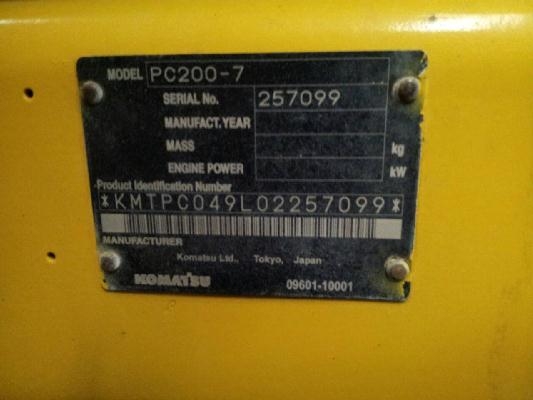 MODEL PC200-7
SERIAL No. 257099
MANUFACT.YEAR
MASS kg
ENGINE POWER kW
Product Identification Number
*KMTPC049L02257099*
MANUFACTURER
Komatsu Ltd., Tokyo, Japan
KOMATSU 09601-10001